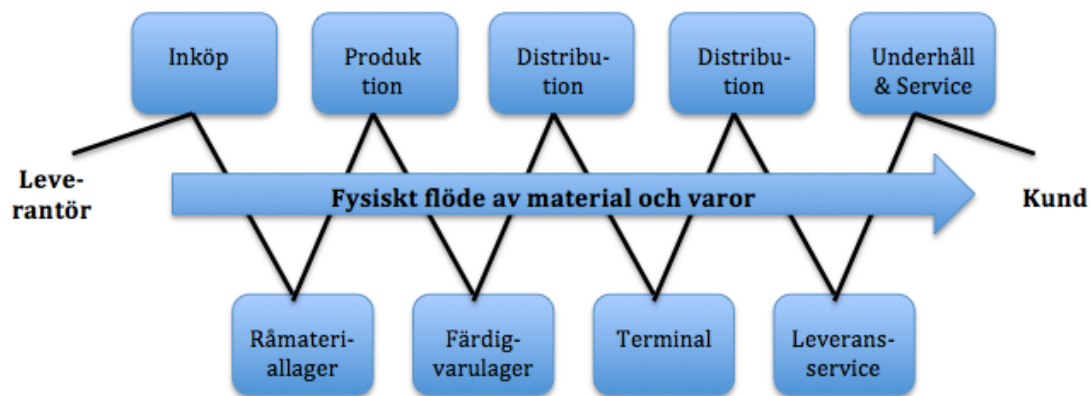 Inköp
Produk
tion
Distribu-
tion
Distribu-
tion
Underhåll
& Service
Leve-
rantör
Fysiskt flöde av material och varor
Kund
Råmateri-
allager
Färdig-
varulager
Terminal
Leverans-
service